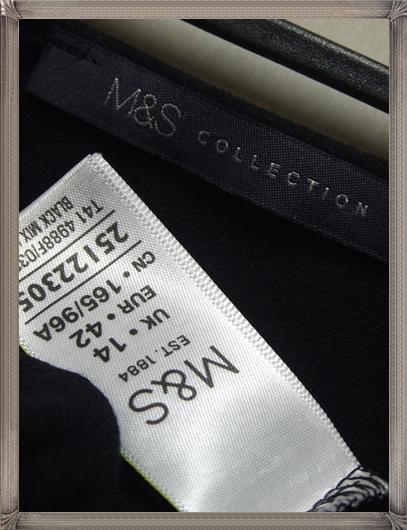 M&S COLLECTION
M&S
EST. 1884
UK • 14
EUR • 42
CN • 165/96A
25122305
T41 4988F/03
BLACK MIX